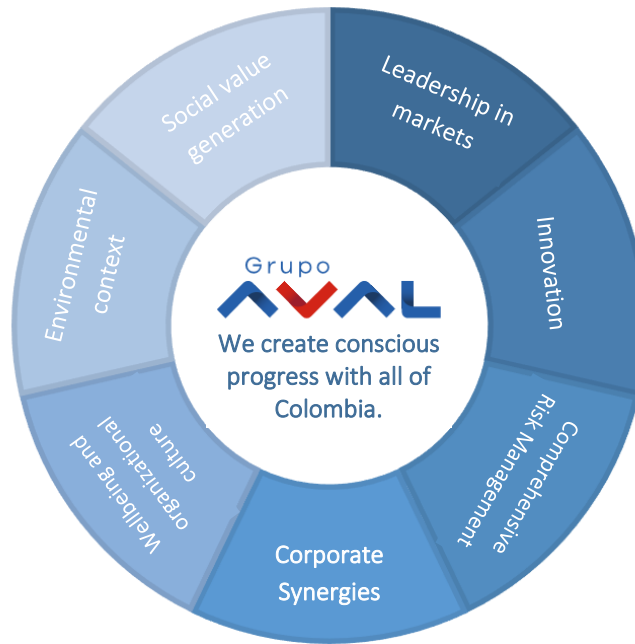 Leadership in
markets
Innovation
Comprehensive
Risk Management
Corporate
Synergies
Wellbeing and
organizational
culture
Environmental
context
Social value
generation
Grupo
AVAL
We create conscious
progress with all of
Colombia.